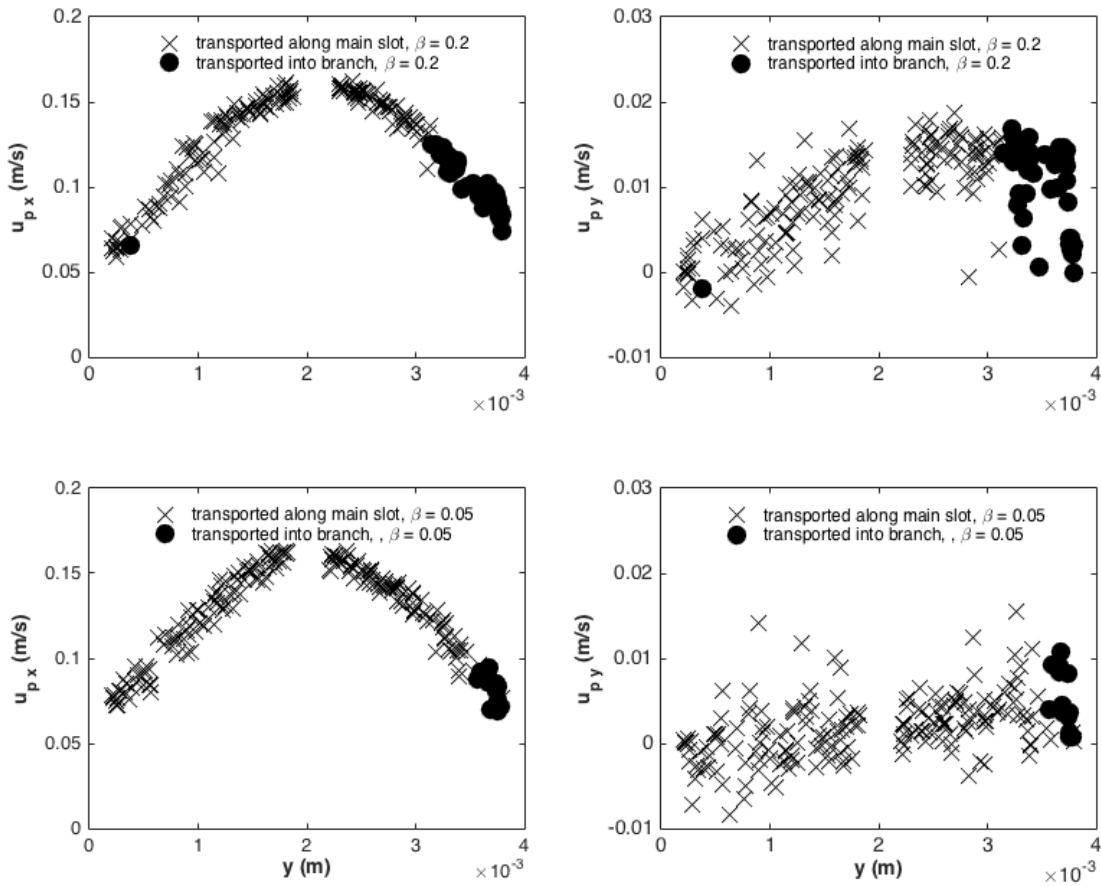 0.2
0.15
0.1
0.05
0
u p x (m/s)
× transported along main slot, β = 0.2
● transported into branch, β = 0.2
0 1 2 3 4
×10⁻³
0.03
0.02
0.01
0
-0.01
u p y (m/s)
× transported along main slot, β = 0.2
● transported into branch, β = 0.2
0 1 2 3 4
×10⁻³
0.2
0.15
0.1
0.05
0
u p x (m/s)
× transported along main slot, β = 0.05
● transported into branch, , β = 0.05
0 1 2 3 4
y (m)
×10⁻³
0.03
0.02
0.01
0
-0.01
u p y (m/s)
× transported along main slot, β = 0.05
● transported into branch, , β = 0.05
0 1 2 3 4
y (m)
×10⁻³